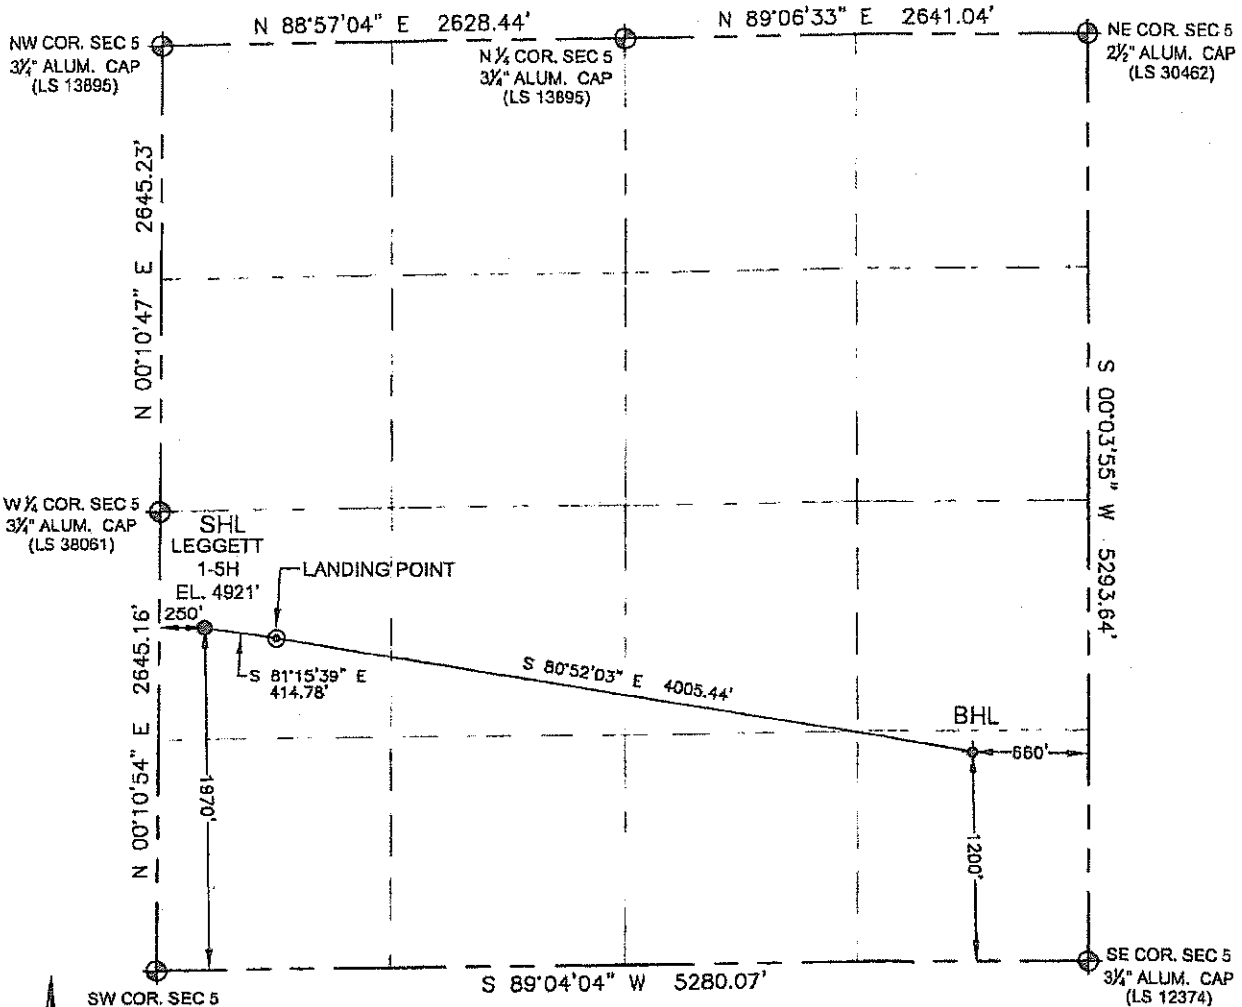 N 88°57'04" E 2628.44'
N 89°06'33" E 2641.04'
NW COR. SEC 5
3¼" ALUM. CAP
(LS 13895)
N ¼ COR. SEC 5
3¼" ALUM. CAP
(LS 13895)
NE COR. SEC 5
2½" ALUM. CAP
(LS 30462)
N 00°10'47" E 2645.23'
S 00°03'55" W 5293.64'
W ¼ COR. SEC 5
3¼" ALUM. CAP
(LS 38061)
SHL
LEGGETT
1-5H
EL. 4921'
LANDING POINT
250'
S 81°15'39" E
414.78'
S 80°52'03" E 4005.44'
BHL
660'
N 00°10'54" E 2645.16'
1970'
1200'
S 89°04'04" W 5280.07'
SW COR. SEC 5
SE COR. SEC 5
3¼" ALUM. CAP
(LS 12374)